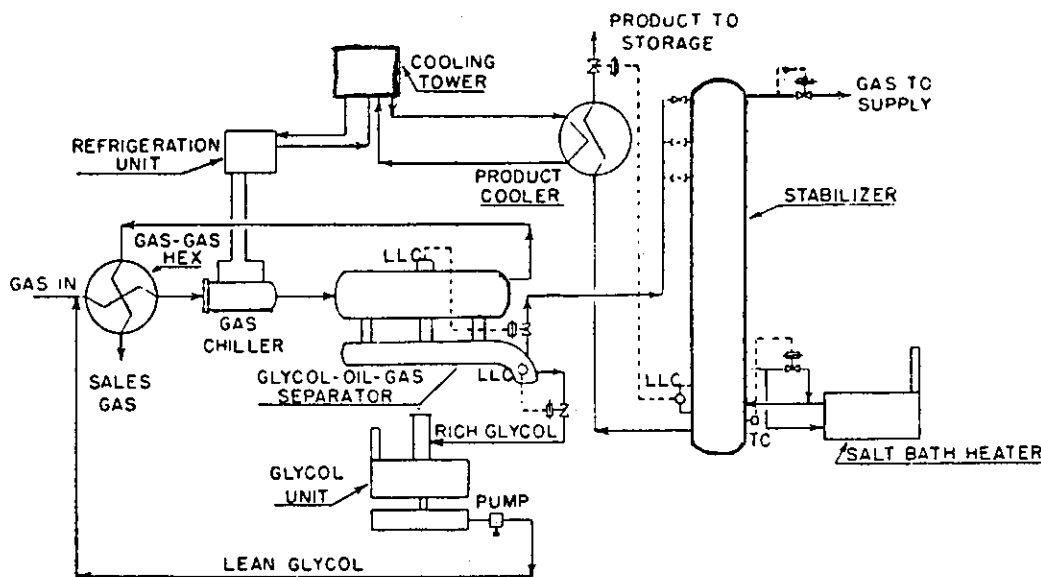 PRODUCT TO
STORAGE
COOLING
TOWER
GAS TO
SUPPLY
REFRIGERATION
UNIT
PRODUCT
COOLER
STABILIZER
GAS-GAS
HEX
LLC
GAS IN
GAS
CHILLER
SALES
GAS
GLYCOL-OIL-GAS
SEPARATOR
LLC
LLC
TC
RICH GLYCOL
SALT BATH HEATER
GLYCOL
UNIT
PUMP
LEAN GLYCOL